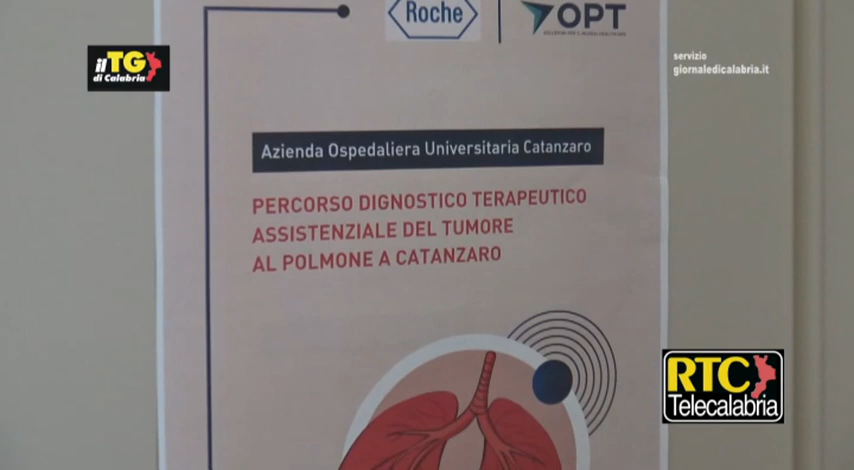 Roche
OPT
il TG
di Calabria
servizio
giornaledicalabria.it
Azienda Ospedaliera Universitaria Catanzaro
PERCORSO DIGNOSTICO TERAPEUTICO
ASSISTENZIALE DEL TUMORE
AL POLMONE A CATANZARO
RTC
Telecalabria